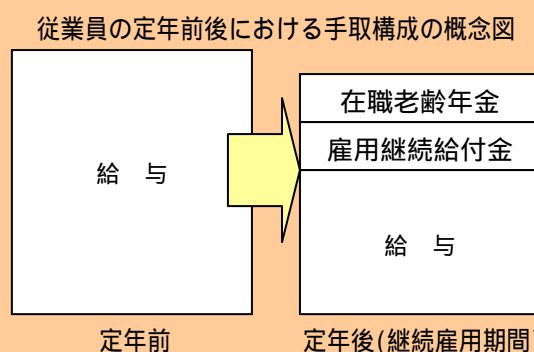 従業員の定年前後における手取構成の概念図
在職老齢年金
雇用継続給付金
給 与
給 与
定年前
定年後(継続雇用期間)